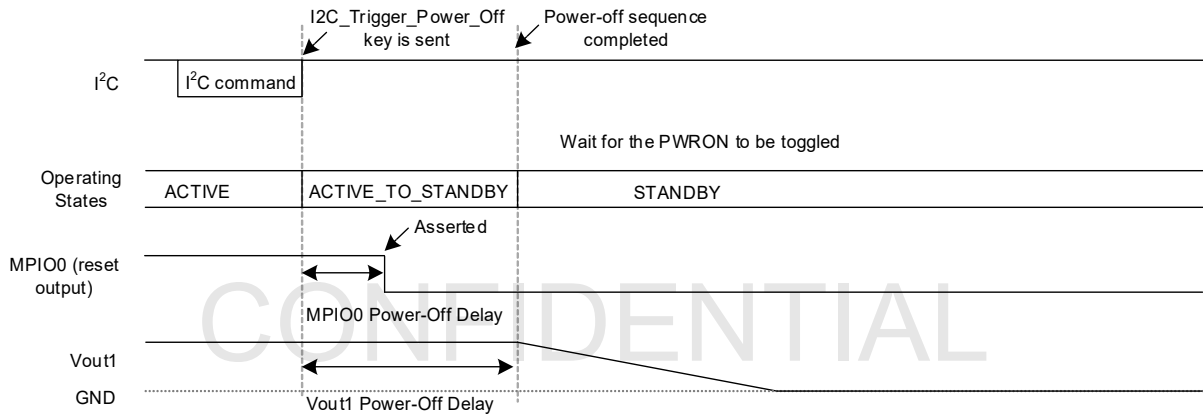 I2C_Trigger_Power_Off
key is sent
Power-off sequence
completed
I²C
I²C command
Wait for the PWRON to be toggled
Operating
States
ACTIVE
ACTIVE_TO_STANDBY
STANDBY
Asserted
MPIO0 (reset
output)
CONFIDENTIAL
MPIO0 Power-Off Delay
Vout1
GND
Vout1 Power-Off Delay